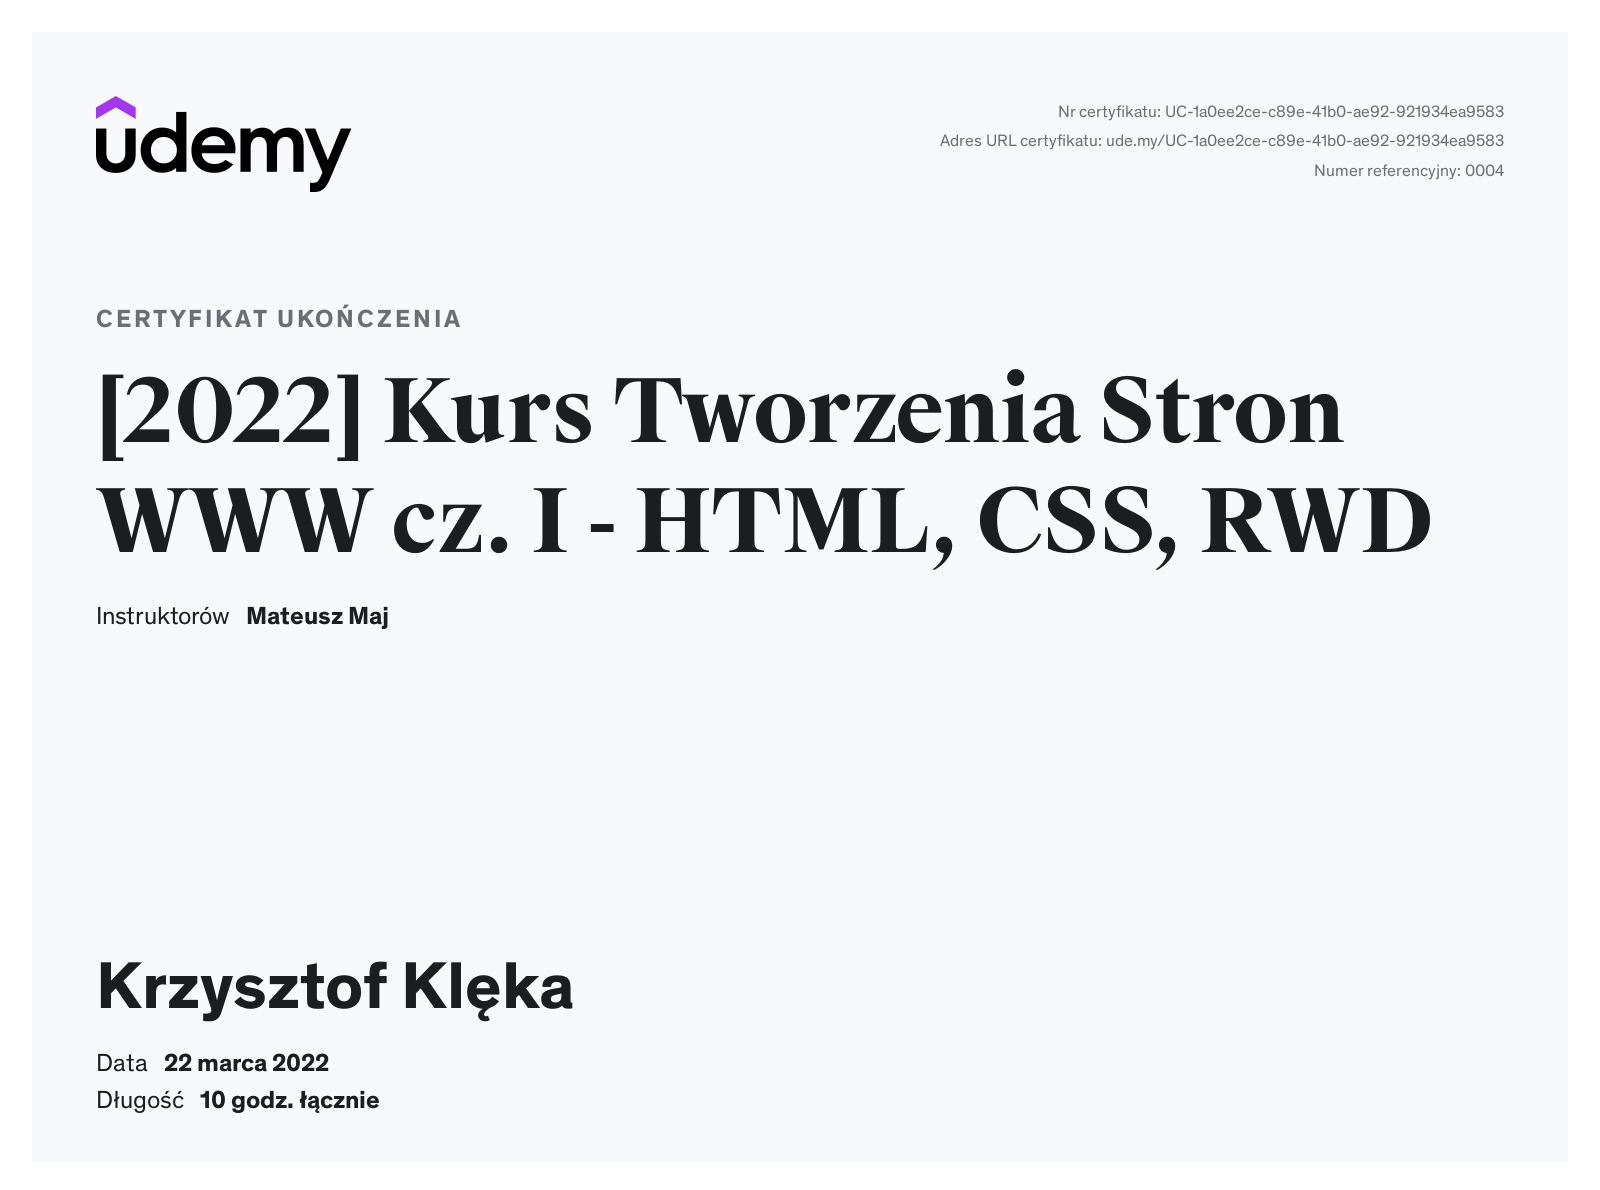 udemy
Nr certyfikatu: UC-1a0ee2ce-c89e-41b0-ae92-921934ea9583
Adres URL certyfikatu: ude.my/UC-1a0ee2ce-c89e-41b0-ae92-921934ea9583
Numer referencyjny: 0004
CERTYFIKAT UKOŃCZENIA
[2022] Kurs Tworzenia Stron
WWW cz. I - HTML, CSS, RWD
Instruktorów Mateusz Maj
Krzysztof Klęka
Data 22 marca 2022
Długość 10 godz. łącznie